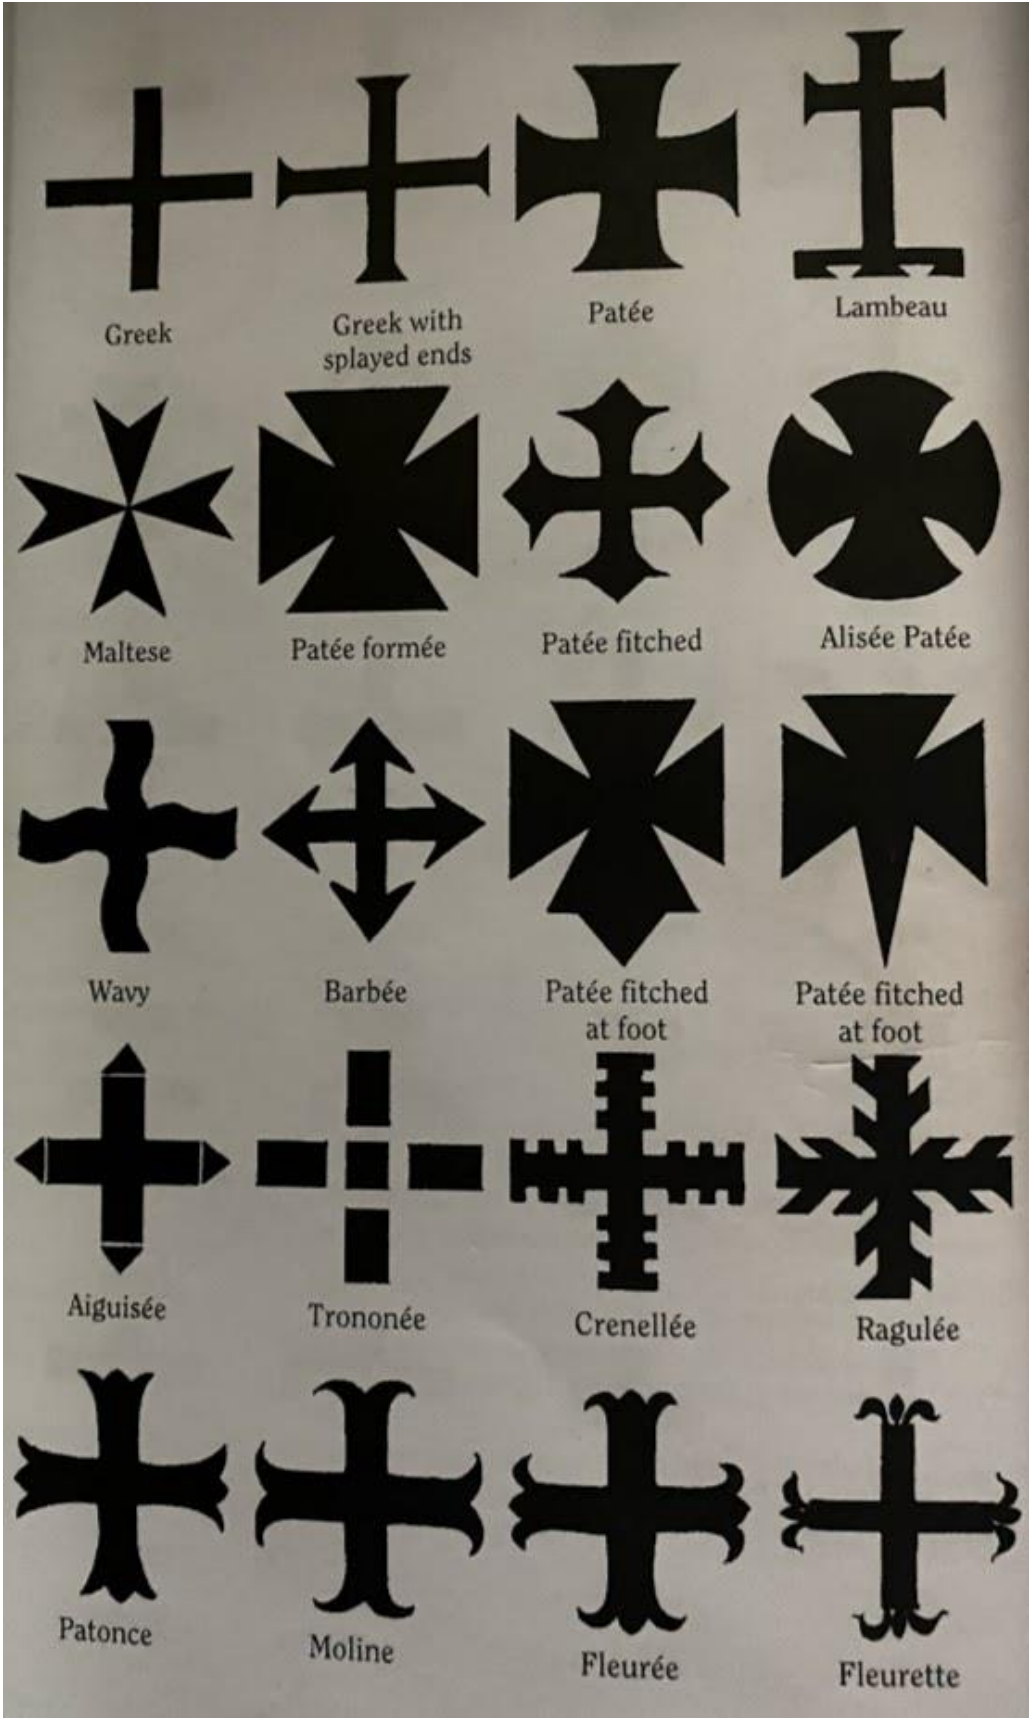 Greek
Greek with
splayed ends
Patée
Lambeau
Maltese
Patée formée
Patée fitched
Alisée Patée
Wavy
Barbée
Patée fitched
at foot
Patée fitched
at foot
Aiguisée
Trononée
Crenellée
Ragulée
Patonce
Moline
Fleurée
Fleurette